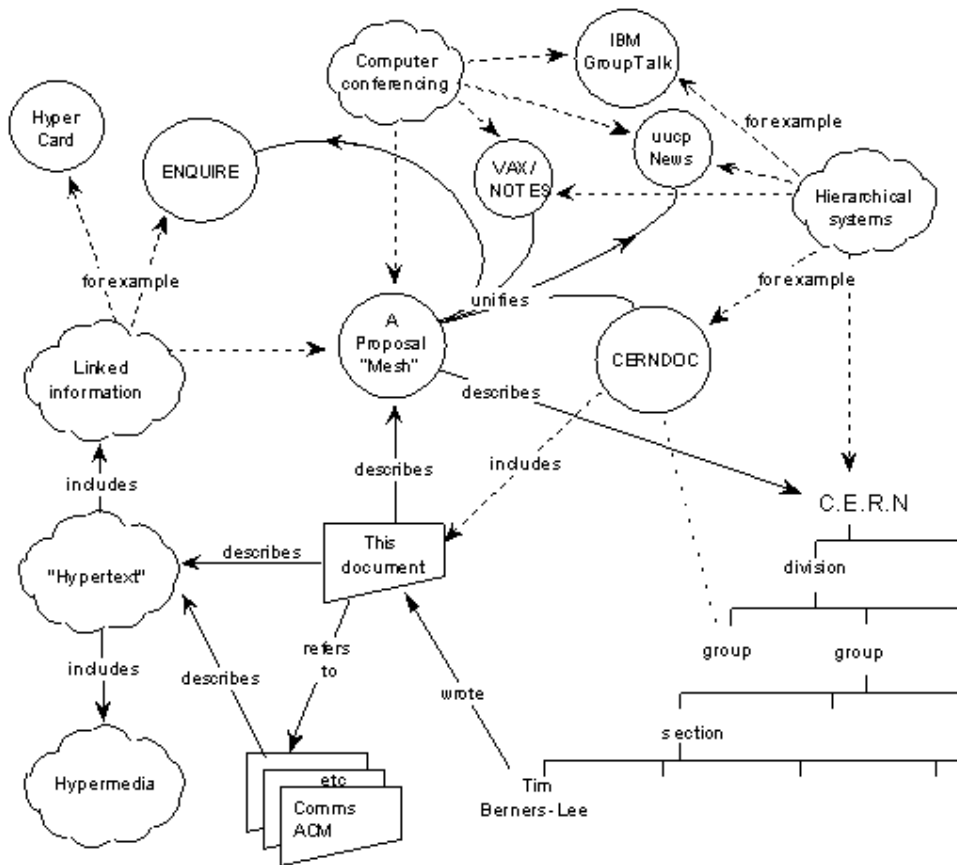 IBM
GroupTalk
Computer
conferencing
Hyper
Card
for example
uucp
News
ENQUIRE
VAX/
NOTES
Hierarchical
systems
for example
for example
unifies
A
Proposal
"Mesh"
CERNDOC
Linked
information
describes
includes
describes
includes
C.E.R.N
This
document
describes
"Hypertext"
division
refers
to
group
group
includes
describes
wrote
section
Hypermedia
etc
Comms
ACM
Tim
Berners-Lee